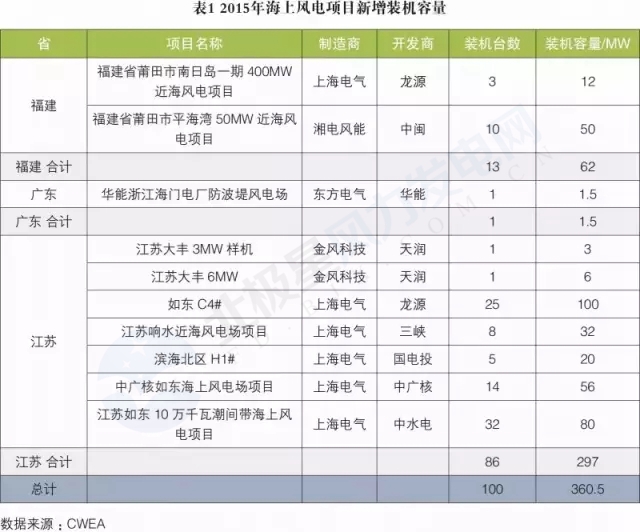 表1 2015年海上风电项目新增装机容量
省 项目名称 制造商 开发商 装机台数 装机容量/MW
福建
福建省莆田市南日岛一期 400MW
近海风电项目
上海电气 龙源 3 12
福建省莆田市平海湾 50MW 近海风
电项目
湘电风能 中闽 10 50
福建 合计 13 62
广东 华能浙江海门电厂防波堤风电场 东方电气 华能 1 1.5
广东 合计 1 1.5
江苏
江苏大丰 3MW 样机 金风科技 天润 1 3
江苏大丰 6MW 金风科技 天润 1 6
如东 C4# 上海电气 龙源 25 100
江苏响水近海风电场项目 上海电气 三峡 8 32
滨海北区 H1# 上海电气 国电投 5 20
中广核如东海上风电场项目 上海电气 中广核 14 56
江苏如东 10 万千瓦潮间带海上风
电项目
上海电气 中水电 32 80
江苏 合计 86 297
总计 100 360.5
数据来源：CWEA
北极星风力发电网